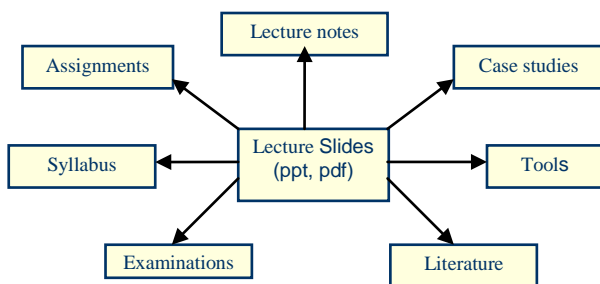 Lecture notes
Assignments
Case studies
Lecture Slides
(ppt, pdf)
Syllabus
Tools
Examinations
Literature